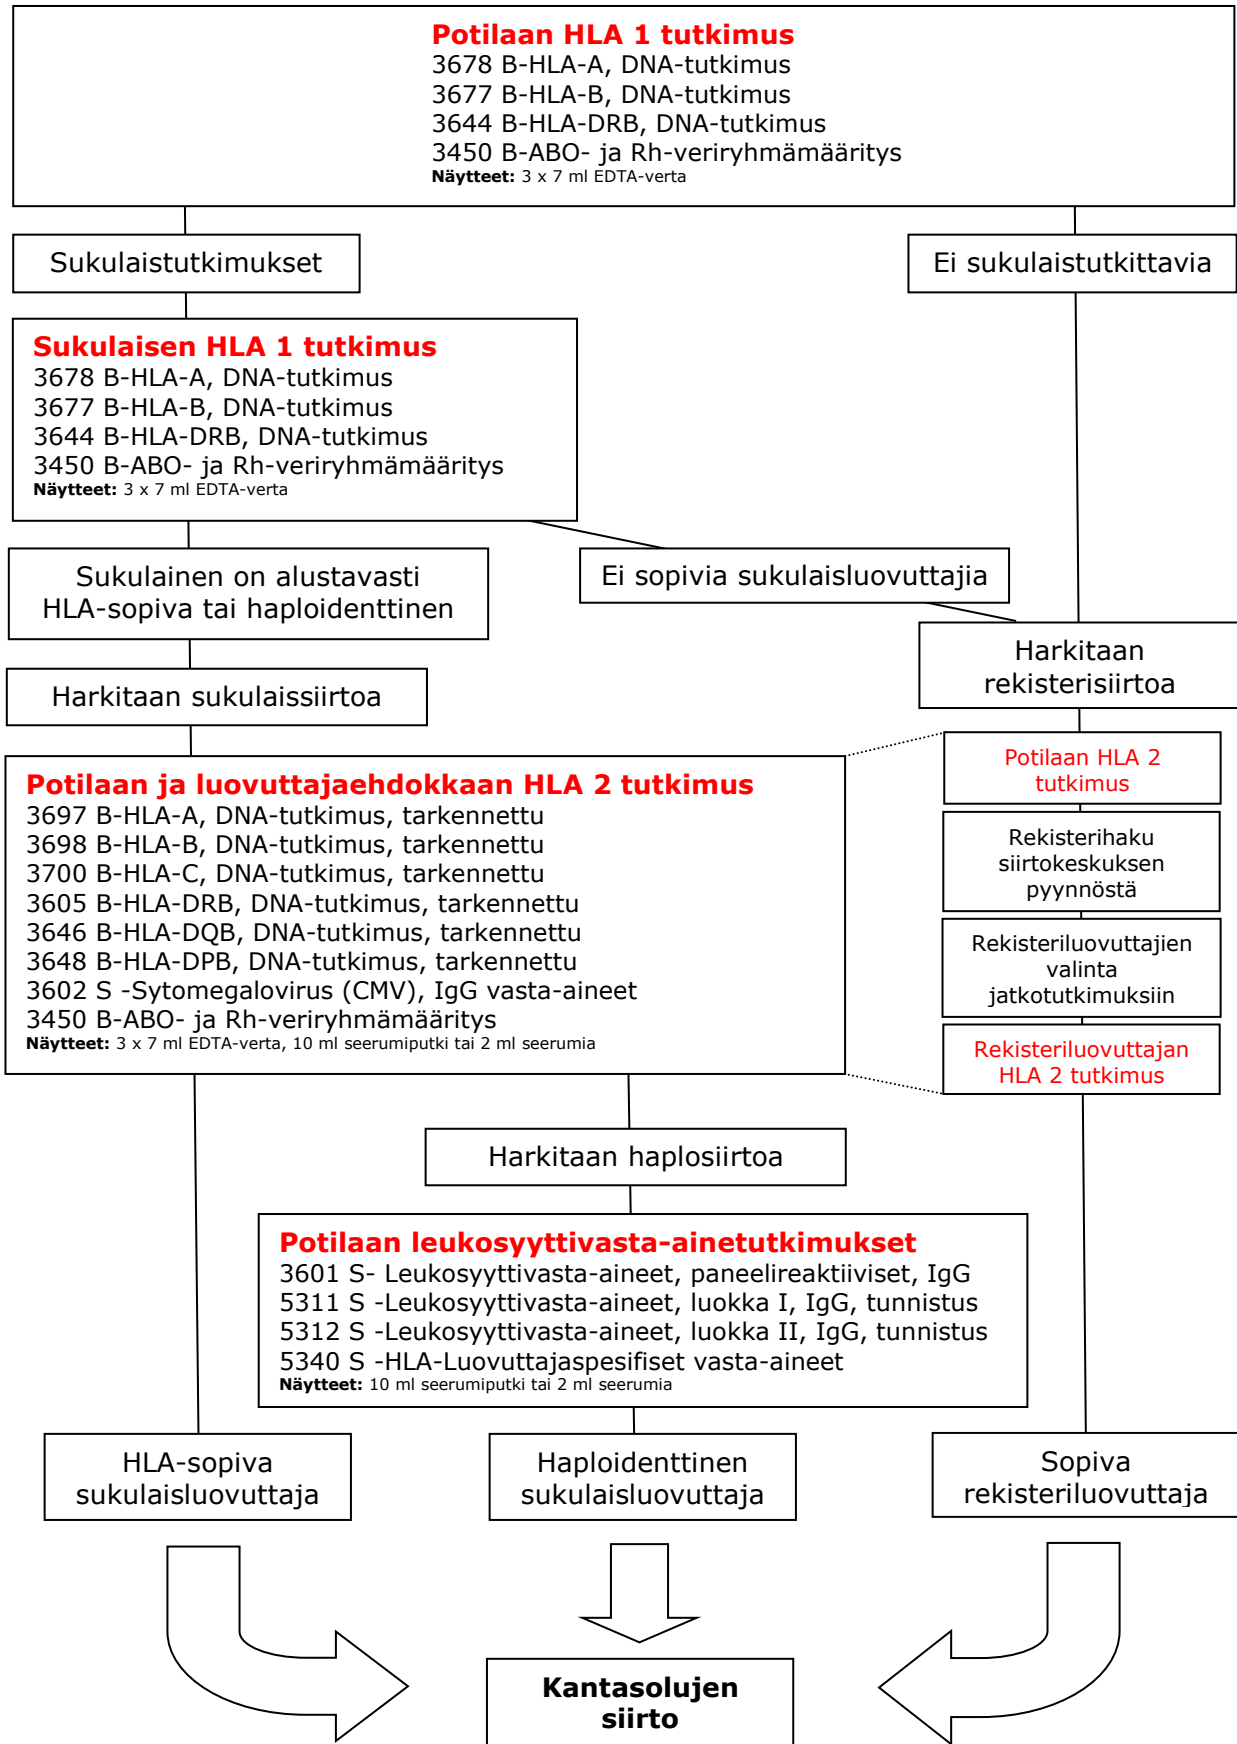 Potilaan HLA 1 tutkimus
3678 B-HLA-A, DNA-tutkimus
3677 B-HLA-B, DNA-tutkimus
3644 B-HLA-DRB, DNA-tutkimus
3450 B-ABO- ja Rh-veriryhmämääritys
Näytteet: 3 x 7 ml EDTA-verta
Sukulaistutkimukset
Ei sukulaistutkittavia
Sukulaisen HLA 1 tutkimus
3678 B-HLA-A, DNA-tutkimus
3677 B-HLA-B, DNA-tutkimus
3644 B-HLA-DRB, DNA-tutkimus
3450 B-ABO- ja Rh-veriryhmämääritys
Näytteet: 3 x 7 ml EDTA-verta
Sukulainen on alustavasti
HLA-sopiva tai haploidenttinen
Ei sopivia sukulaisluovuttajia
Harkitaan
rekisterisiirtoa
Harkitaan sukulaissiirtoa
Potilaan ja luovuttajaehdokkaan HLA 2 tutkimus
3697 B-HLA-A, DNA-tutkimus, tarkennettu
3698 B-HLA-B, DNA-tutkimus, tarkennettu
3700 B-HLA-C, DNA-tutkimus, tarkennettu
3605 B-HLA-DRB, DNA-tutkimus, tarkennettu
3646 B-HLA-DQB, DNA-tutkimus, tarkennettu
3648 B-HLA-DPB, DNA-tutkimus, tarkennettu
3602 S -Sytomegalovirus (CMV), IgG vasta-aineet
3450 B-ABO- ja Rh-veriryhmämääritys
Näytteet: 3 x 7 ml EDTA-verta, 10 ml seerumiputki tai 2 ml seerumia
Potilaan HLA 2
tutkimus
Rekisterihaku
siirtokeskuksen
pyynnöstä
Rekisteriluovuttajien
valinta
jatkotutkimuksiin
Rekisteriluovuttajan
HLA 2 tutkimus
Harkitaan haplosiirtoa
Potilaan leukosyyttivasta-ainetutkimukset
3601 S- Leukosyyttivasta-aineet, paneelireaktiiviset, IgG
5311 S -Leukosyyttivasta-aineet, luokka I, IgG, tunnistus
5312 S -Leukosyyttivasta-aineet, luokka II, IgG, tunnistus
5340 S -HLA-Luovuttajaspesifiset vasta-aineet
Näytteet: 10 ml seerumiputki tai 2 ml seerumia
HLA-sopiva
sukulaisluovuttaja
Haploidenttinen
sukulaisluovuttaja
Sopiva
rekisteriluovuttaja
Kantasolujen
siirto